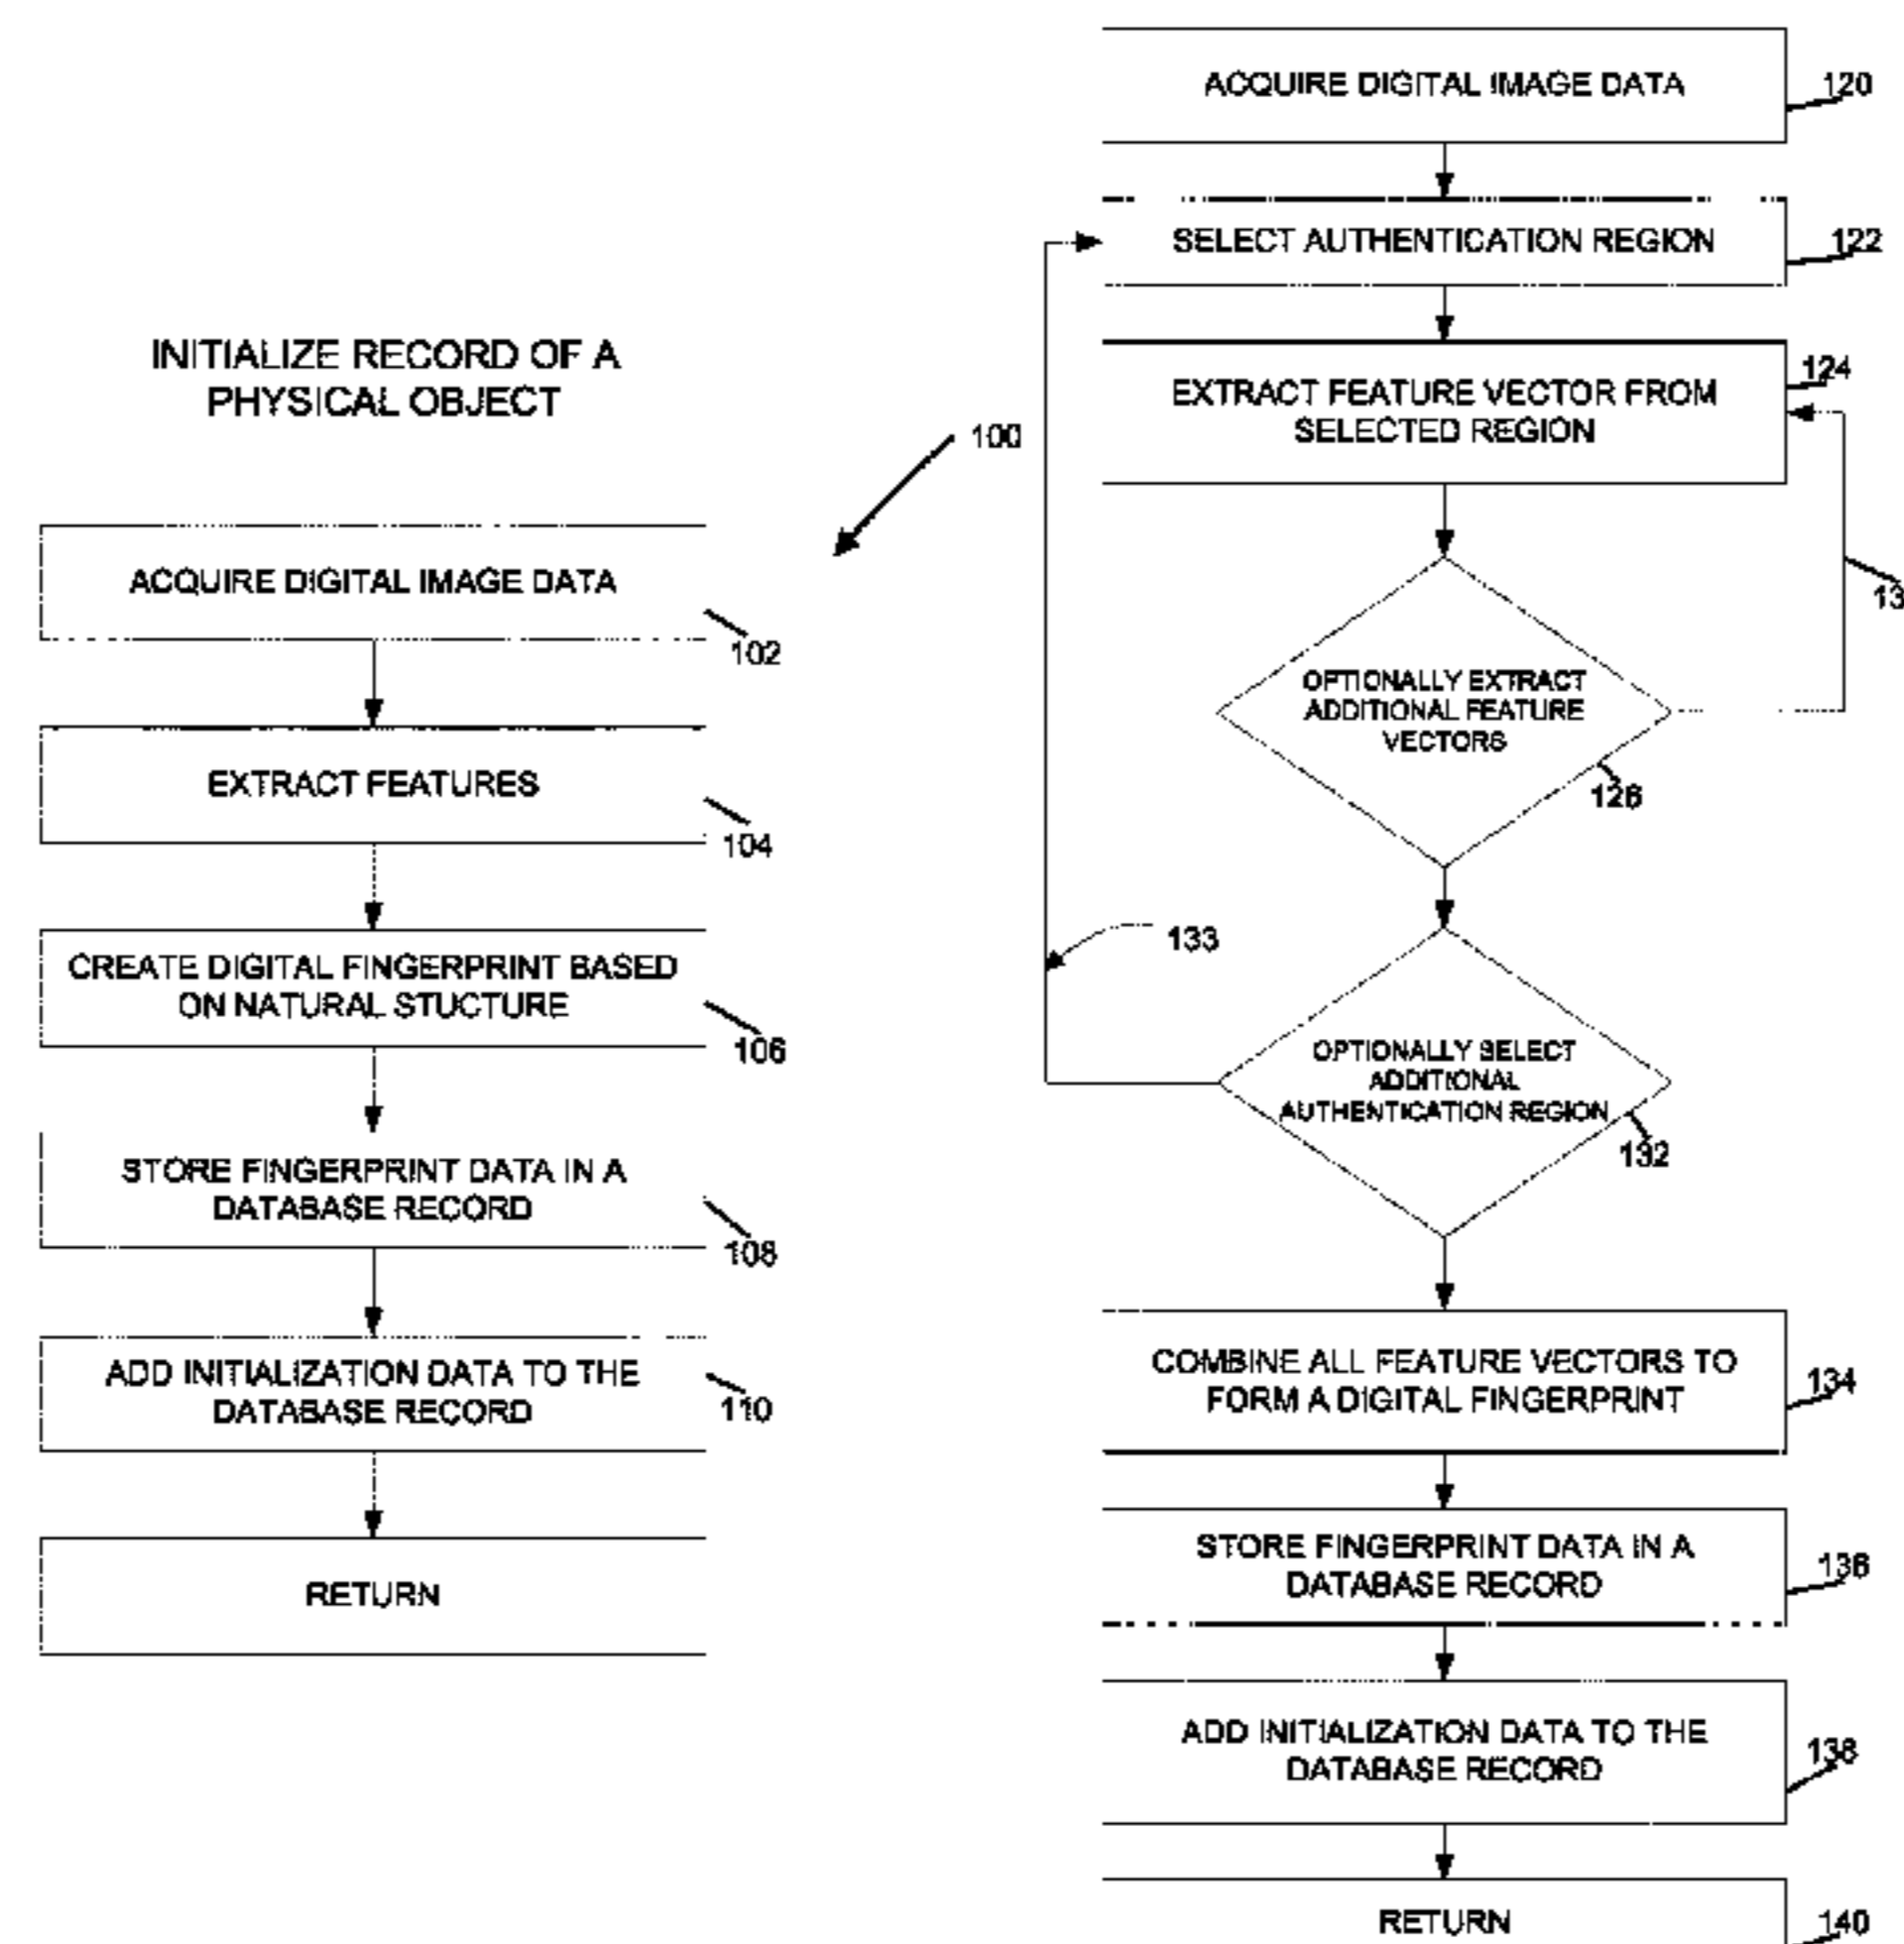 INITIALIZE RECORD OF A
PHYSICAL OBJECT
100
ACQUIRE DIGITAL IMAGE DATA
102
EXTRACT FEATURES
104
CREATE DIGITAL FINGERPRINT BASED
ON NATURAL STUCTURE
106
STORE FINGERPRINT DATA IN A
DATABASE RECORD
108
ADD INITIALIZATION DATA TO THE
DATABASE RECORD
110
RETURN
ACQUIRE DIGITAL IMAGE DATA
120
SELECT AUTHENTICATION REGION
122
EXTRACT FEATURE VECTOR FROM
SELECTED REGION
124
OPTIONALLY EXTRACT
ADDITIONAL FEATURE
VECTORS
133
OPTIONALLY SELECT
ADDITIONAL
AUTHENTICATION REGION
132
COMBINE ALL FEATURE VECTORS TO
FORM A DIGITAL FINGERPRINT
134
STORE FINGERPRINT DATA IN A
DATABASE RECORD
136
ADD INITIALIZATION DATA TO THE
DATABASE RECORD
138
RETURN
140